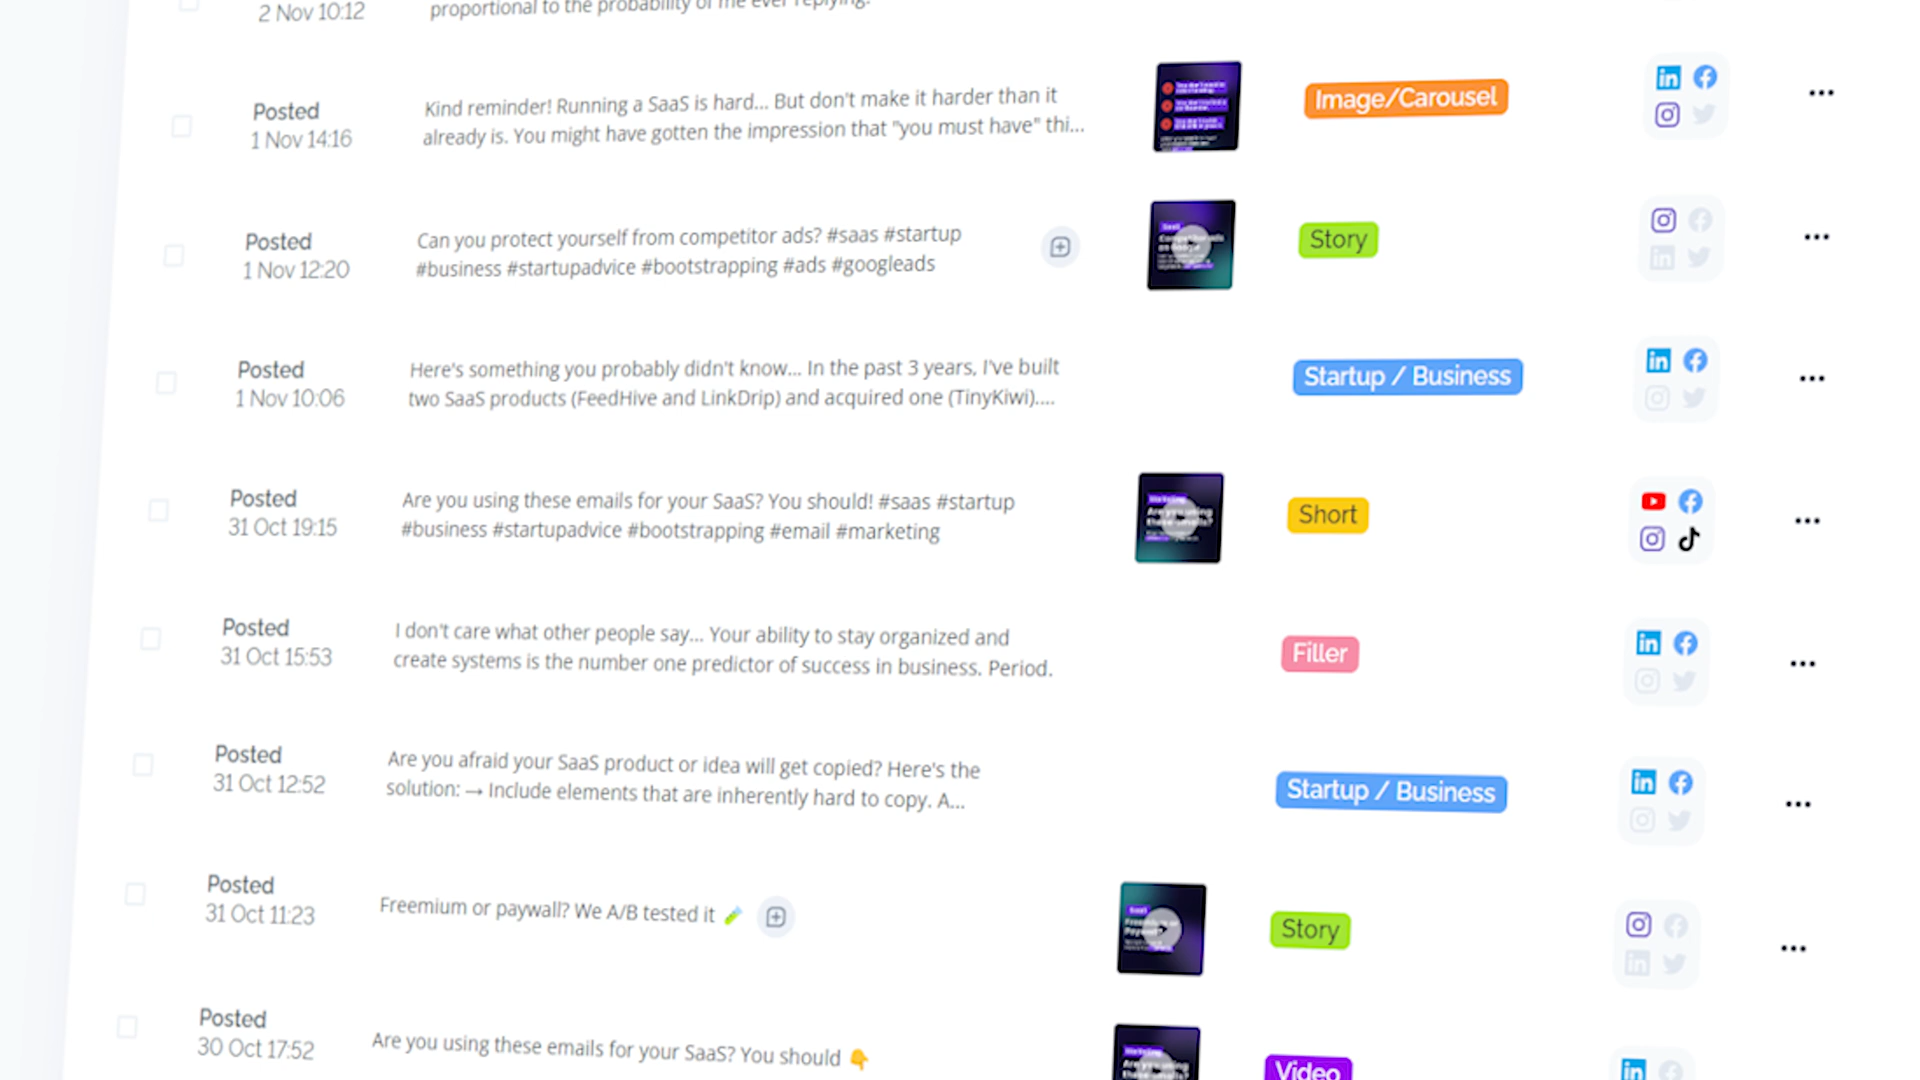 2 Nov 10:12
proportional to the probability of me ever replying.
Posted
1 Nov 14:16
Kind reminder! Running a SaaS is hard... But don't make it harder than it
already is. You might have gotten the impression that "you must have" thi...
Image/Carousel
Posted
1 Nov 12:20
Can you protect yourself from competitor ads? #saas #startup
#business #startupadvice #bootstrapping #ads #googleads
Story
Posted
1 Nov 10:06
Here's something you probably didn't know... In the past 3 years, I've built
two SaaS products (FeedHive and LinkDrip) and acquired one (TinyKiwi)....
Startup / Business
Posted
31 Oct 19:15
Are you using these emails for your SaaS? You should! #saas #startup
#business #startupadvice #bootstrapping #email #marketing
Marketing
Are you using
these emails?
Short
Posted
31 Oct 15:53
I don't care what other people say... Your ability to stay organized and
create systems is the number one predictor of success in business. Period.
Filler
Posted
31 Oct 12:52
Are you afraid your SaaS product or idea will get copied? Here's the
solution: → Include elements that are inherently hard to copy. A...
Startup / Business
Posted
31 Oct 11:23
Freemium or paywall? We A/B tested it
SaaS
Story
Posted
30 Oct 17:52
Are you using these emails for your SaaS? You should
Video